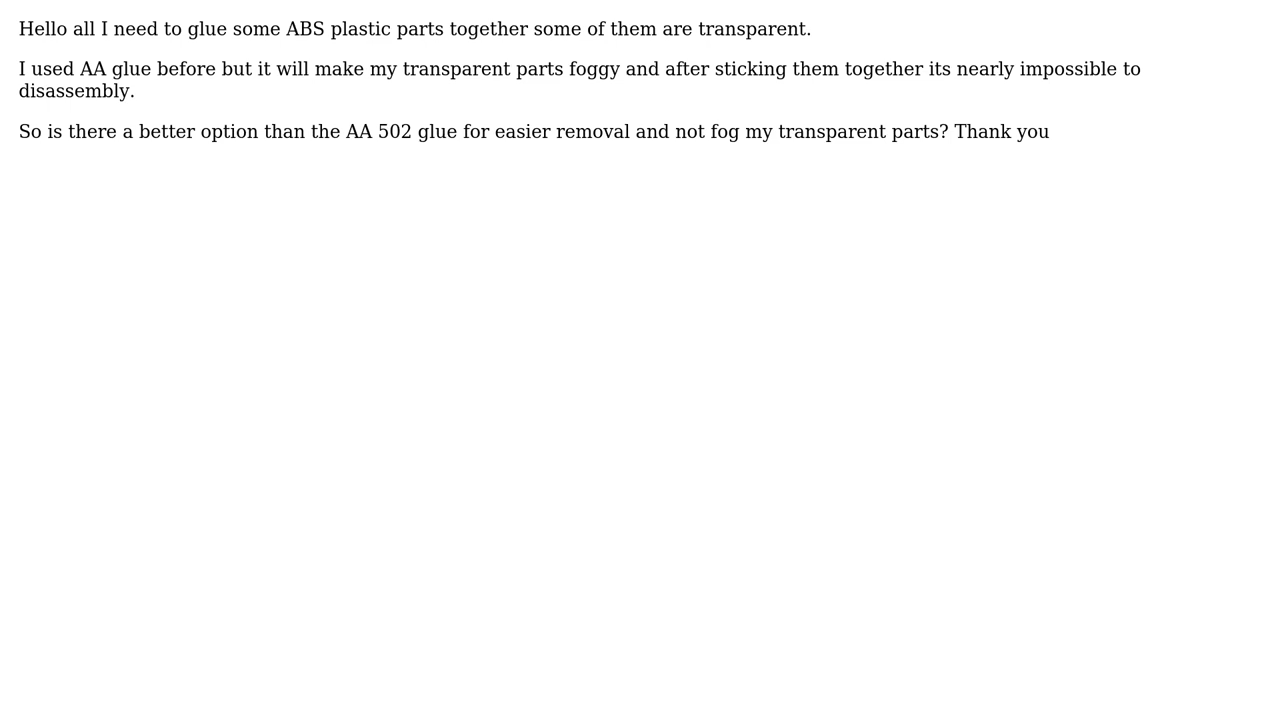 Hello all I need to glue some ABS plastic parts together some of them are transparent.
I used AA glue before but it will make my transparent parts foggy and after sticking them together its nearly impossible to
disassembly.
So is there a better option than the AA 502 glue for easier removal and not fog my transparent parts? Thank you